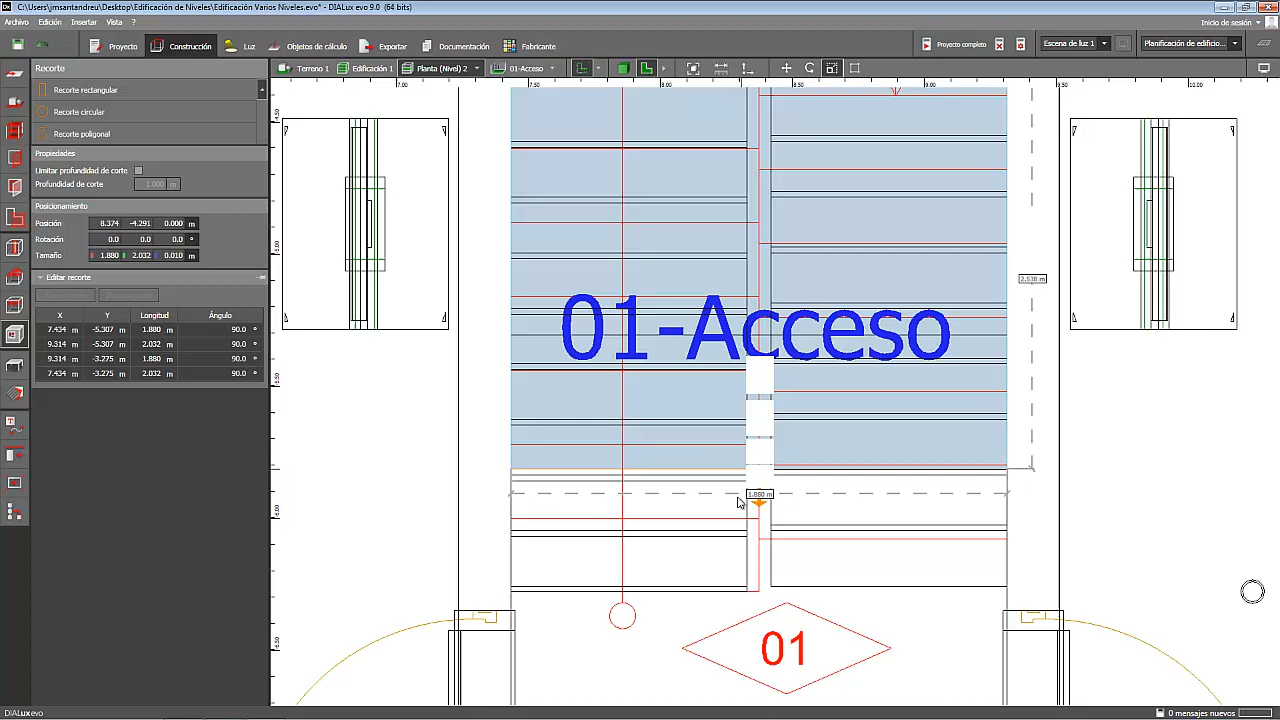 C:\Users\jmsantandreu\Desktop\Edificación de Niveles\Edificación Varios Niveles.evo* - DIALux evo 9.0  (64 bits)
Archivo Edición Insertar Vista ?
Inicio de sesión
Proyecto Construcción Luz Objetos de cálculo Exportar Documentación Fabricante
Proyecto completo Escena de luz 1 Planificación de edificio...
Recorte
Terreno 1 Edificación 1 Planta (Nivel) 2 01-Acceso
Recorte rectangular
Recorte circular
Recorte poligonal
Propiedades
Limitar profundidad de corte
Profundidad de corte 1.000 m
Posicionamiento
Posición 8.374 -4.291 0.000 m
Rotación 0.0 0.0 0.0 °
Tamaño 1.880 2.032 0.010 m
Editar recorte
X Y Longitud Ángulo
7.434 m -5.307 m 1.880 m 90.0 °
9.314 m -5.307 m 2.032 m 90.0 °
9.314 m -3.275 m 1.880 m 90.0 °
7.434 m -3.275 m 2.032 m 90.0 °
7.00 7.50 8.00 8.50 9.00 9.50 10.00
2.538 m
01-Acceso
1.880 m
01
DIALux evo
0 mensajes nuevos